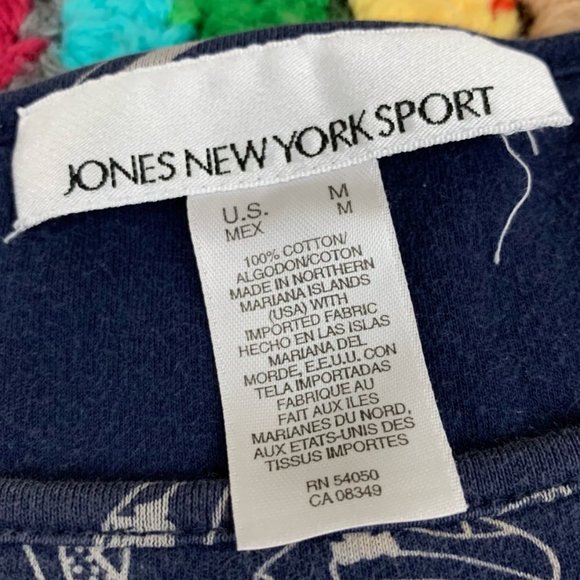 JONES NEW YORK SPORT
U.S. M
MEX M
100% COTTON/
ALGODON/COTON
MADE IN NORTHERN
MARIANA ISLANDS
(USA) WITH
IMPORTED FABRIC
HECHO EN LAS ISLAS
MARIANA DEL
MORDE, E.E.U.U. CON
TELA IMPORTADAS
FABRIQUE AU
FAIT AUX ILES
MARIANES DU NORD,
AUX ETATS-UNIS DES
TISSUS IMPORTES
RN 54050
CA 08349